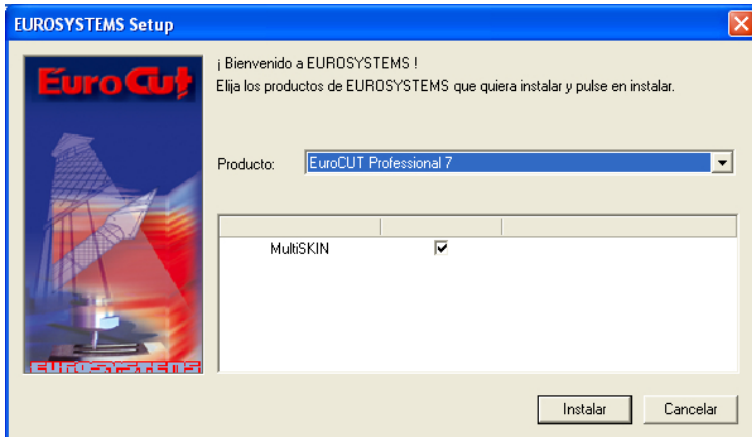 EUROSYSTEMS Setup
EuroCut
¡ Bienvenido a EUROSYSTEMS !
Elija los productos de EUROSYSTEMS que quiera instalar y pulse en instalar.
Producto: EuroCUT Professional 7
MultiSKIN
EUROSYSTEMS
Instalar Cancelar